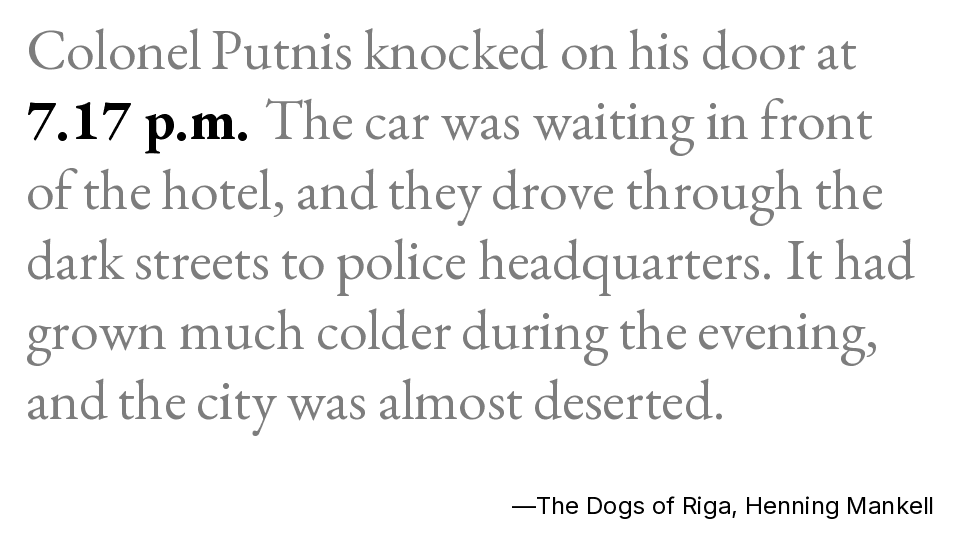 Colonel Putnis knocked on his door at
7.17 p.m. The car was waiting in front
of the hotel, and they drove through the
dark streets to police headquarters. It had
grown much colder during the evening,
and the city was almost deserted.
—The Dogs of Riga, Henning Mankell